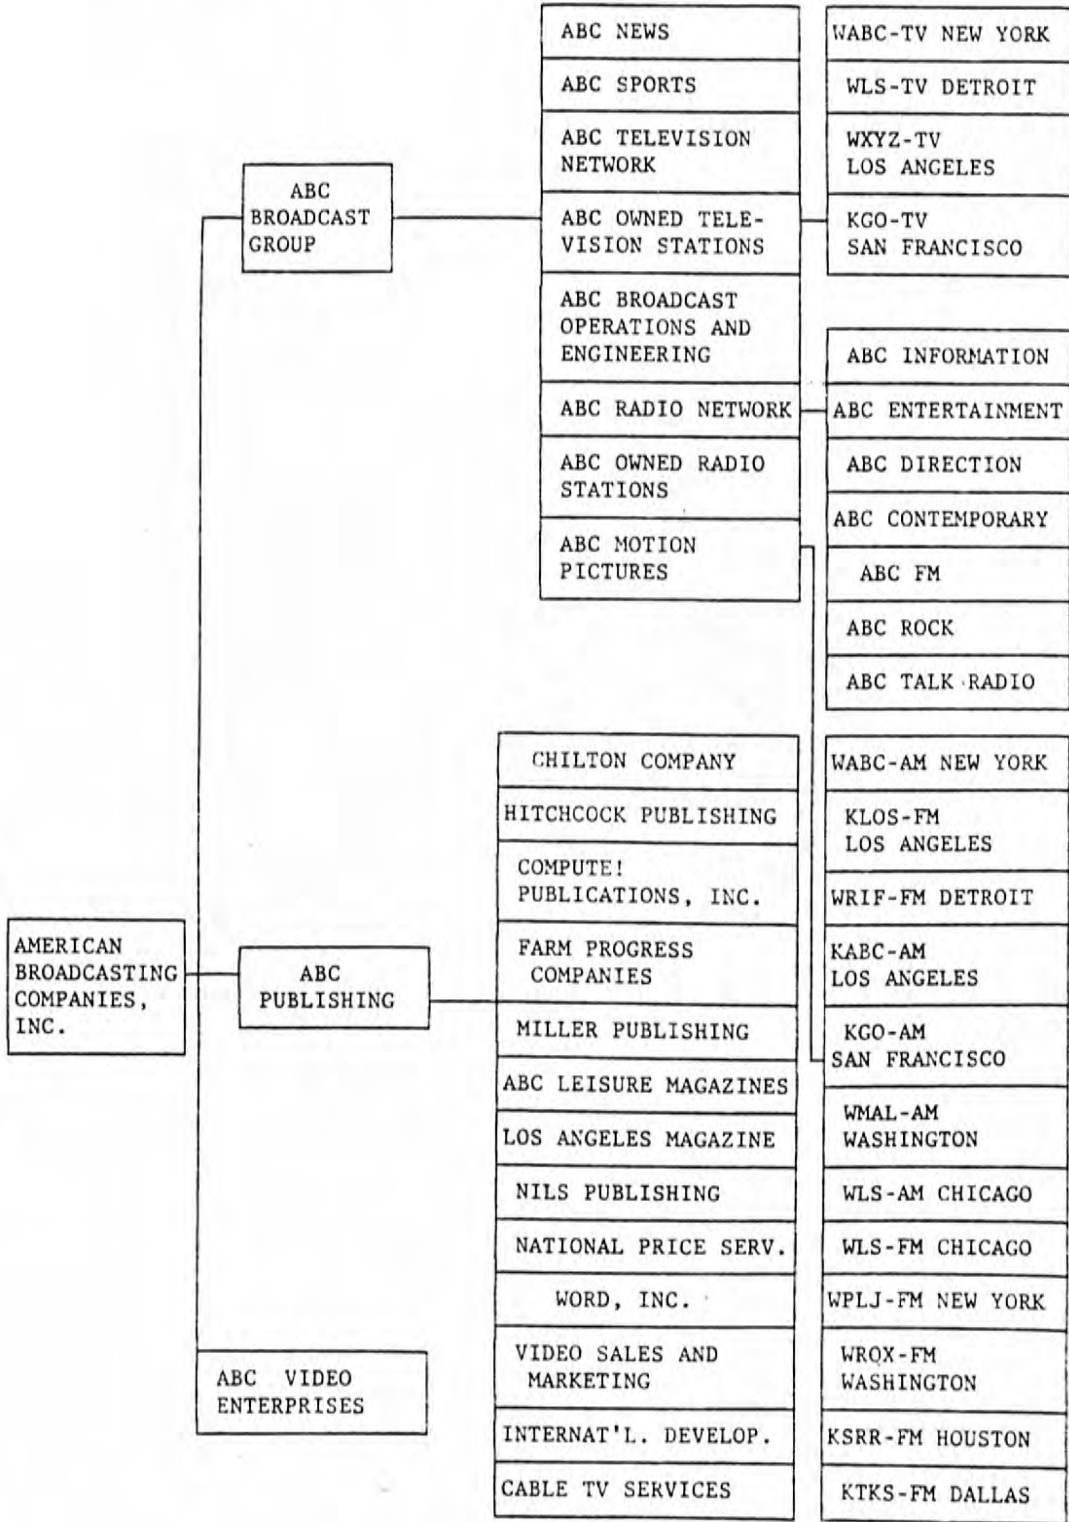 AMERICAN
BROADCASTING
COMPANIES,
INC.
ABC
BROADCAST
GROUP
ABC
PUBLISHING
ABC VIDEO
ENTERPRISES
ABC NEWS
ABC SPORTS
ABC TELEVISION
NETWORK
ABC OWNED TELE-
VISION STATIONS
ABC BROADCAST
OPERATIONS AND
ENGINEERING
ABC RADIO NETWORK
ABC OWNED RADIO
STATIONS
ABC MOTION
PICTURES
CHILTON COMPANY
HITCHCOCK PUBLISHING
COMPUTE!
PUBLICATIONS, INC.
FARM PROGRESS
COMPANIES
MILLER PUBLISHING
ABC LEISURE MAGAZINES
LOS ANGELES MAGAZINE
NILS PUBLISHING
NATIONAL PRICE SERV.
WORD, INC.
VIDEO SALES AND
MARKETING
INTERNAT'L. DEVELOP.
CABLE TV SERVICES
WABC-TV NEW YORK
WLS-TV DETROIT
WXYZ-TV
LOS ANGELES
KGO-TV
SAN FRANCISCO
ABC INFORMATION
ABC ENTERTAINMENT
ABC DIRECTION
ABC CONTEMPORARY
ABC FM
ABC ROCK
ABC TALK RADIO
WABC-AM NEW YORK
KLOS-FM
LOS ANGELES
WRIF-FM DETROIT
KABC-AM
LOS ANGELES
KGO-AM
SAN FRANCISCO
WMAL-AM
WASHINGTON
WLS-AM CHICAGO
WLS-FM CHICAGO
WPLJ-FM NEW YORK
WRQX-FM
WASHINGTON
KSRR-FM HOUSTON
KTKS-FM DALLAS